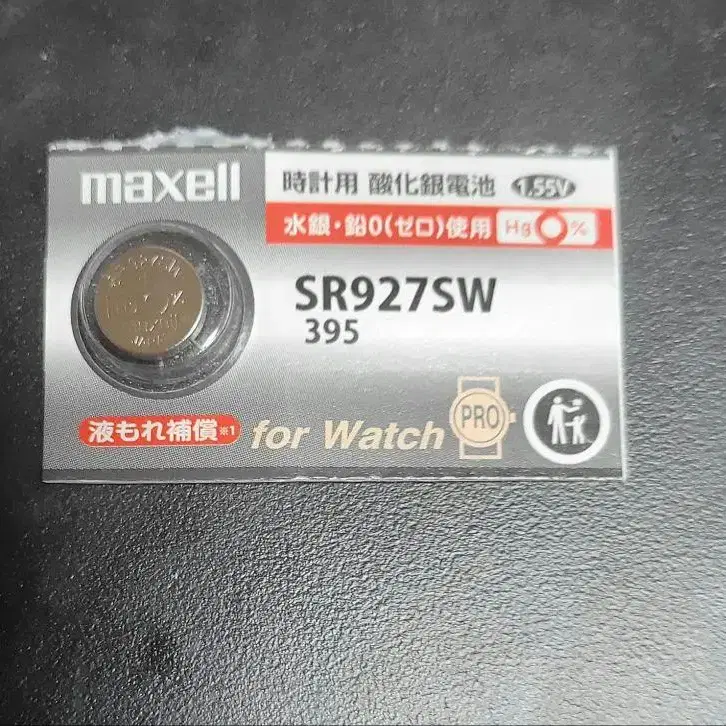 maxell
時計用 酸化銀電池 1.55V
水銀・鉛0(ゼロ)使用 Hg 0%
SR927SW
395
液もれ補償※1
for Watch PRO